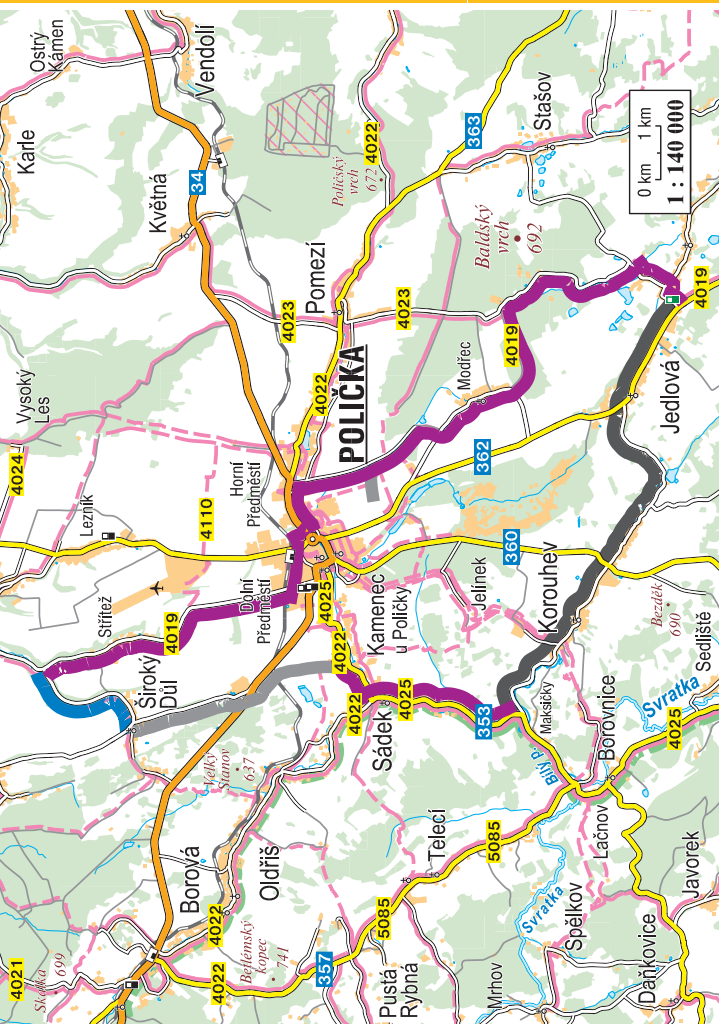 Ostrý
Kámen
Vendolí
Karle
Květná
34
Poličský
vrch
672
4022
363
Stašov
0 km 1 km
1 : 140 000
Baldský
vrch
692
Pomezí
4023
4023
4019
4019
Vysoký
Les
4024
4022
POLIČKA
Modřec
Jedlová
Lezník
Horní
Předměstí
4110
362
360
Střítež
4019
Dolní
Předměstí
4025
4022
Kamenec
u Poličky
Jelínek
Korouhev
Bezděk
690
Sedliště
Široký
Důl
4022
4025
Sádek
353
Maksičky
Bílý p.
Borovnice
Svratka
4025
Velký
Stanov
637
Borová
Oldřiš
Telecí
5085
Lačnov
Javorek
4021
Skalka
699
4022
4022
Betlémský
kopec
741
357
5085
Pustá
Rybná
Svratka
Spělkov
Mrhov
Daňkovice